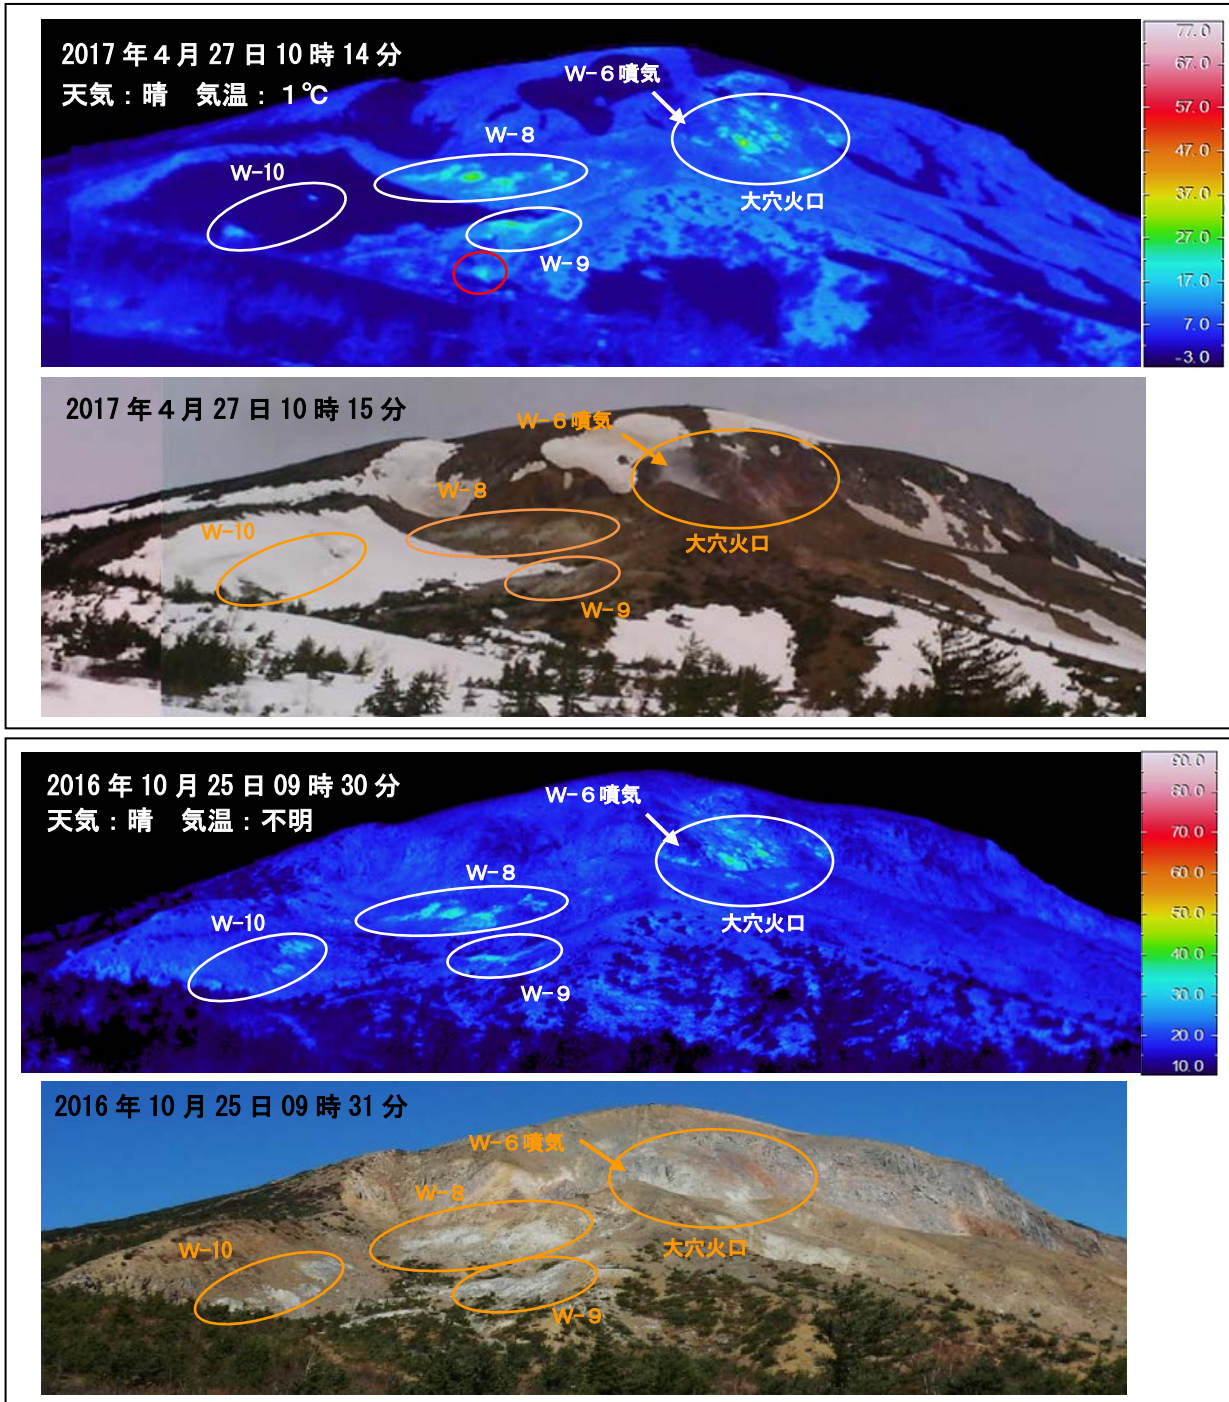 2017年４月27日10時14分
天気：晴　気温：１℃
W-６噴気
W-８
W-10
大穴火口
W-９
77.0
67.0
57.0
47.0
37.0
27.0
17.0
7.0
-3.0
2017年４月27日10時15分
W-６噴気
W-８
W-10
大穴火口
W-９
2016年10月25日09時30分
天気：晴　気温：不明
W-６噴気
W-８
W-10
大穴火口
W-９
90.0
80.0
70.0
60.0
50.0
40.0
30.0
20.0
10.0
2016年10月25日09時31分
W-６噴気
W-８
W-10
大穴火口
W-９